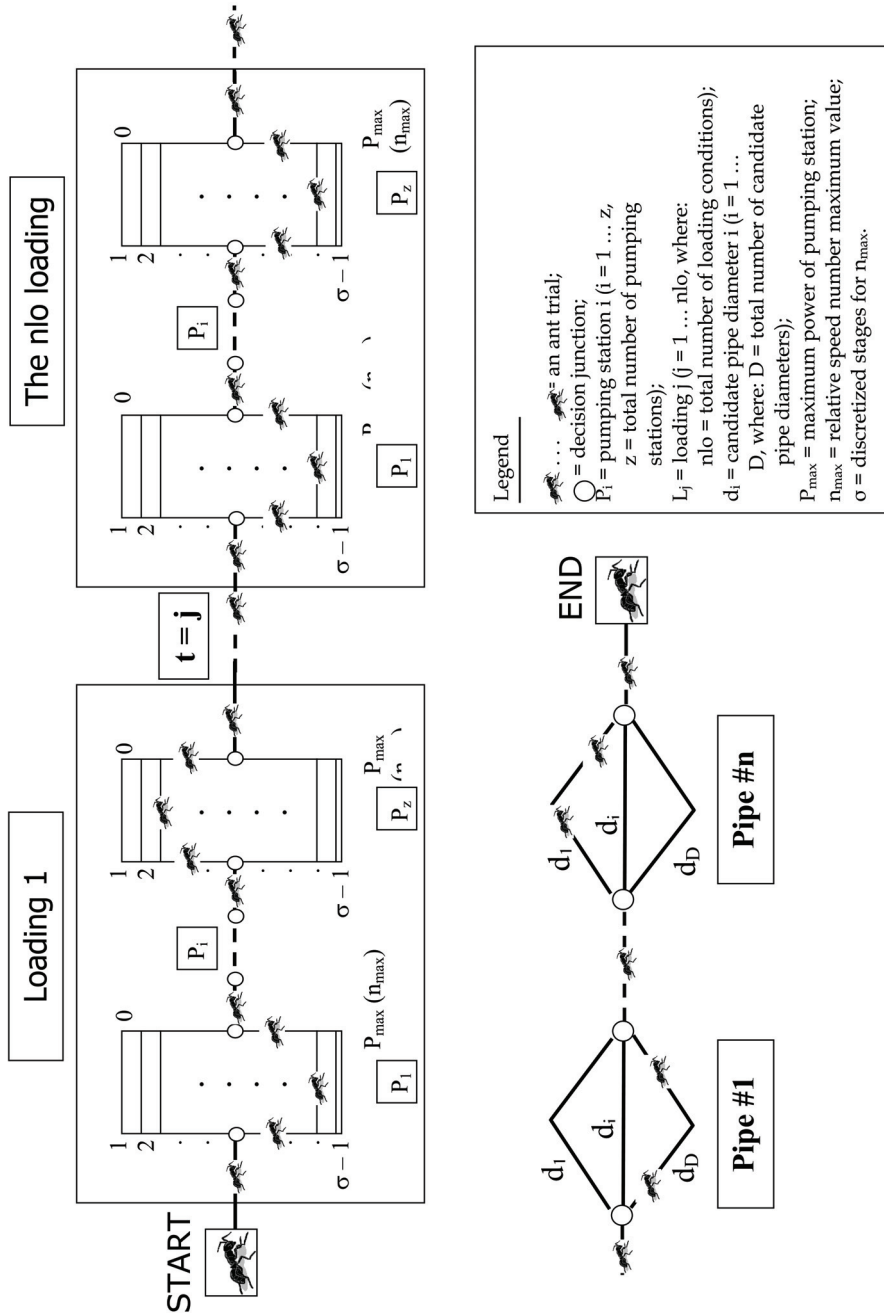 Loading 1
The nlo loading
START
1
2
σ – 1
0
P₁
Pmax (nmax)
Pᵢ
1
2
σ – 1
0
P_z
Pmax
t = j
1
2
σ – 1
0
P₁
Pᵢ
1
2
σ – 1
0
P_z
Pmax
(nmax)
d₁
dᵢ
d_D
Pipe #1
d₁
dᵢ
d_D
Pipe #n
END
Legend
... = an ant trial;
= decision junction;
Pᵢ = pumping station i (i = 1 ... z,
z = total number of pumping
stations);
Lⱼ = loading j (j = 1 ... nlo, where:
nlo = total number of loading conditions);
dᵢ = candidate pipe diameter i (i = 1 ...
D, where: D = total number of candidate
pipe diameters);
Pmax = maximum power of pumping station;
nmax = relative speed number maximum value;
σ = discretized stages for nmax.